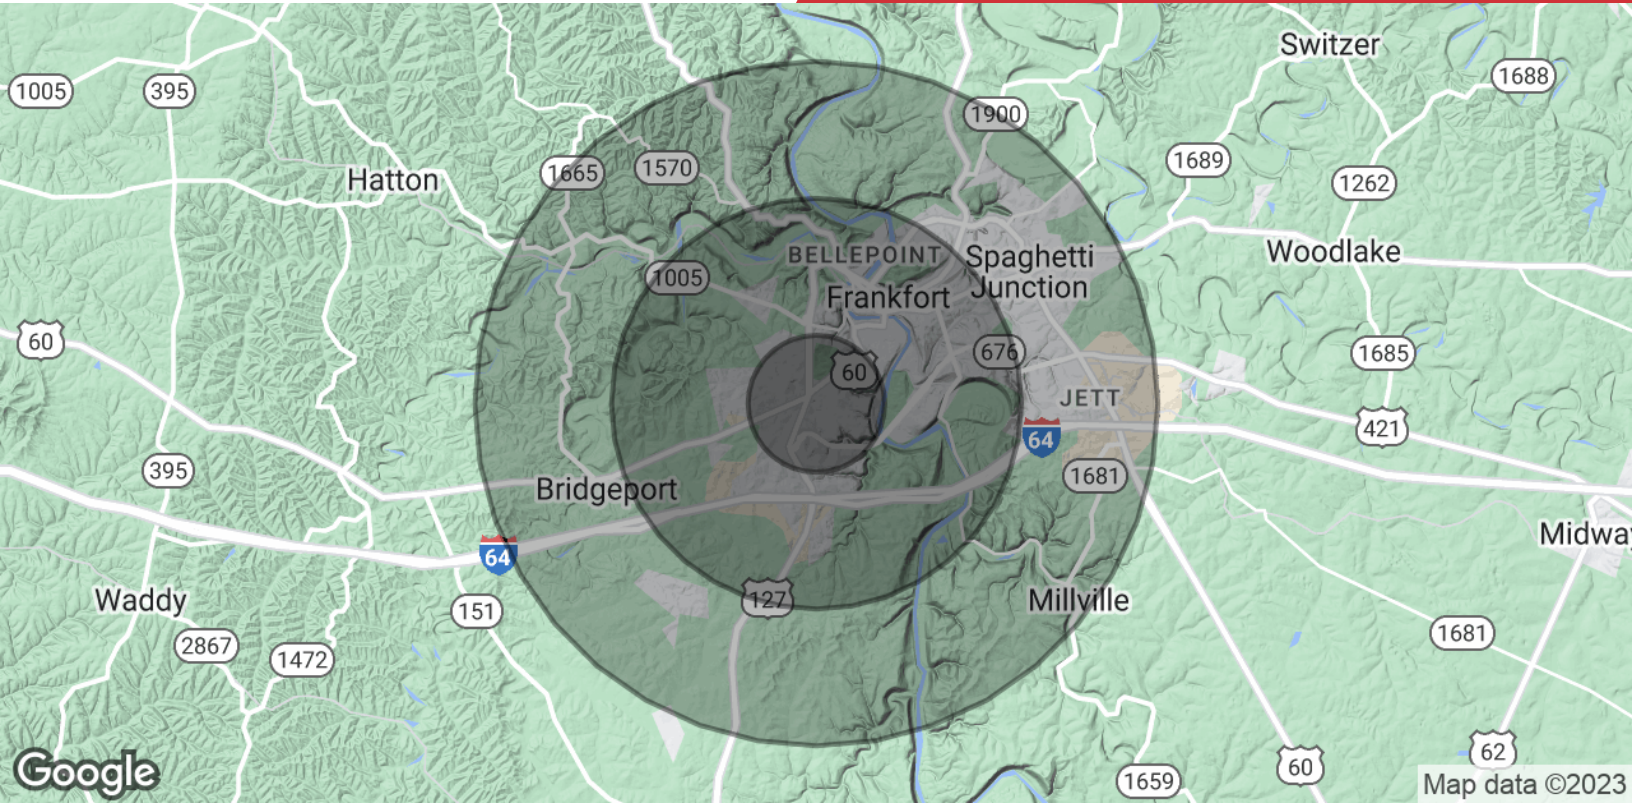 Switzer
1005
395
1688
1900
1665
1570
1689
Hatton
1262
BELLEPOINT
Spaghetti
Junction
Woodlake
1005
Frankfort
60
676
1685
60
JETT
421
64
395
1681
Bridgeport
Midway
64
127
Waddy
151
Millville
2867
1472
1681
62
60
1659
Google
Map data ©2023